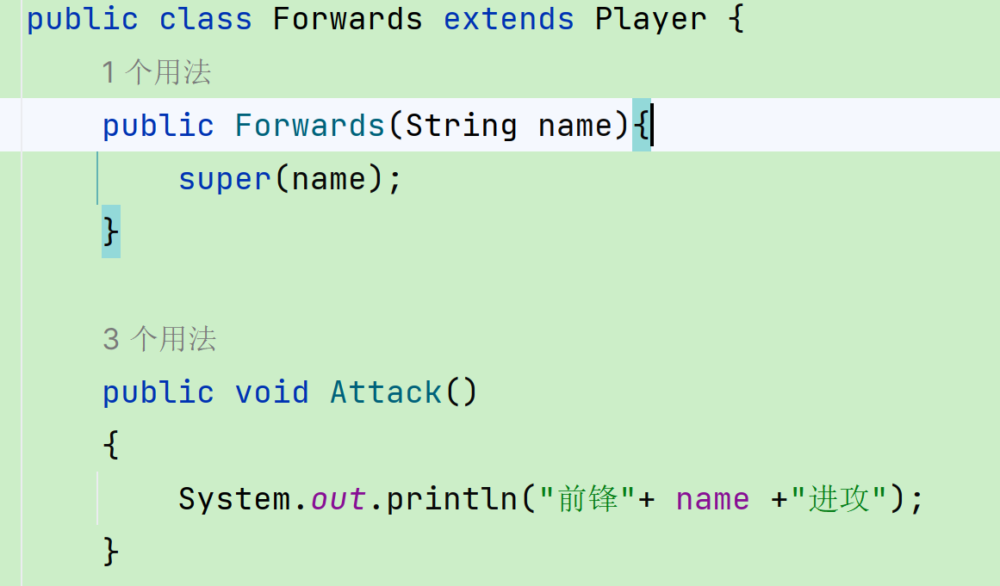 public class Forwards extends Player {
1 个用法
public Forwards(String name){
super(name);
}
3 个用法
public void Attack()
{
System.out.println("前锋"+ name +"进攻");
}